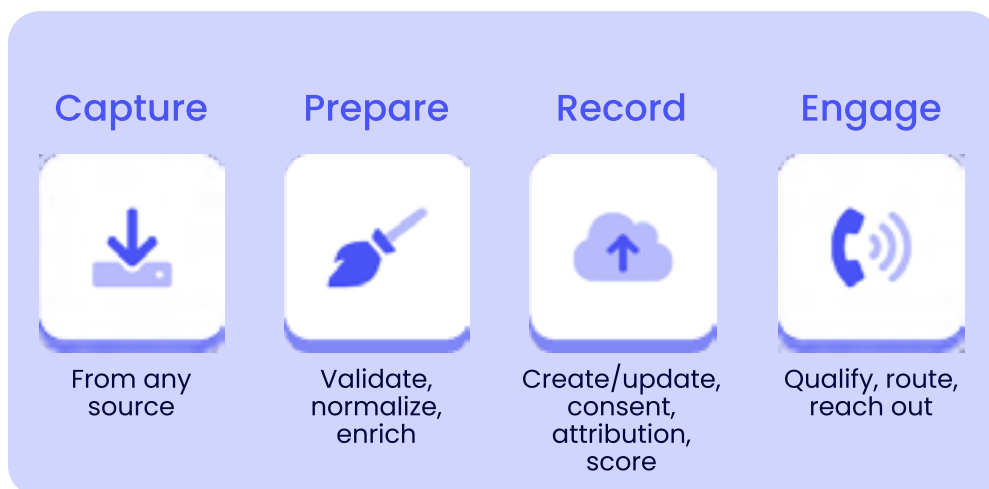 Capture
From any
source
Prepare
Validate,
normalize,
enrich
Record
Create/update,
consent,
attribution,
score
Engage
Qualify, route,
reach out